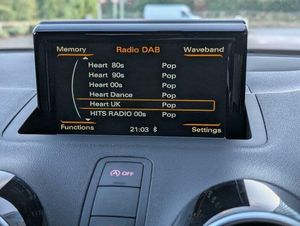 Memory Radio DAB Waveband
Heart 80s Pop
Heart 90s Pop
Heart 00s Pop
Heart Dance Pop
Heart UK Pop
HITS RADIO 00s Pop
Functions 21:03 Settings
OFF